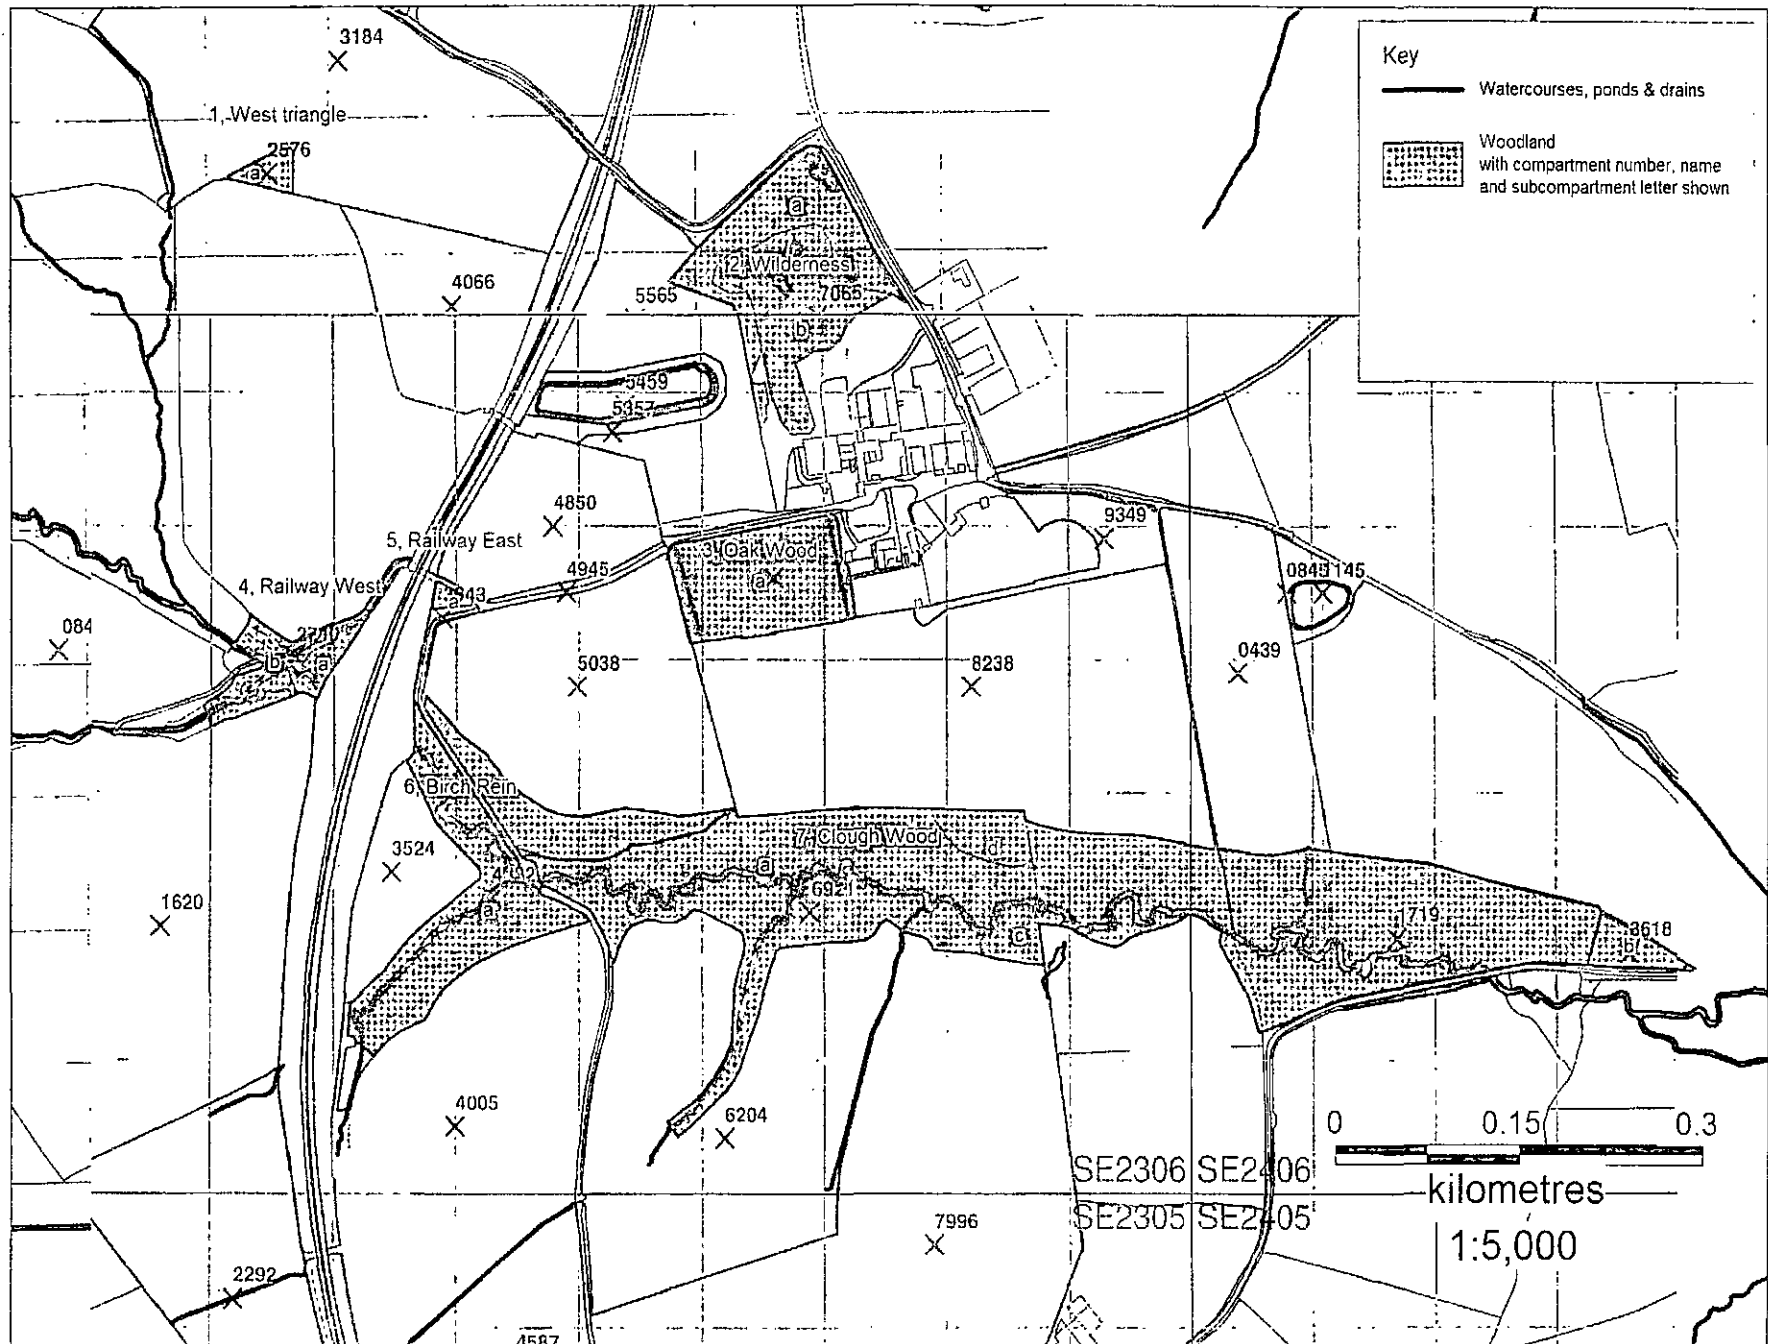 3184
Key
Watercourses, ponds & drains
1, West triangle
2576
a
Woodland
with compartment number, name
and subcompartment letter shown
a
2, Wilderness
4066
5565
7065
b
5459
5357
4850
9349
5, Railway East
3, Oak Wood
4945
a
4, Railway West
a
145
084
b
a
5038
8238
0439
6, Birch Rein
7, Clough Wood
d
3524
a
6921
1620
a
c
1719
3618
b
4005
6204
0 0.15 0.3
SE2306 SE2406
kilometres
SE2305 SE2405
7996
1:5,000
2292
4587